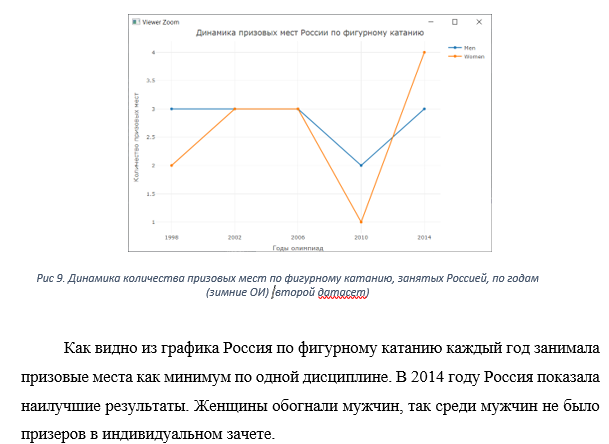 Viewer Zoom
Динамика призовых мест России по фигурному катанию
Men
Women
Количество призовых мест
4
3.5
3
2.5
2
1.5
1
1998
2002
2006
2010
2014
Годы олимпиад
Рис 9. Динамика количества призовых мест по фигурному катанию, занятых Россией, по годам
(зимние ОИ) (второй датасет)
Как видно из графика Россия по фигурному катанию каждый год занимала
призовые места как минимум по одной дисциплине. В 2014 году Россия показала
наилучшие результаты. Женщины обогнали мужчин, так среди мужчин не было
призеров в индивидуальном зачете.